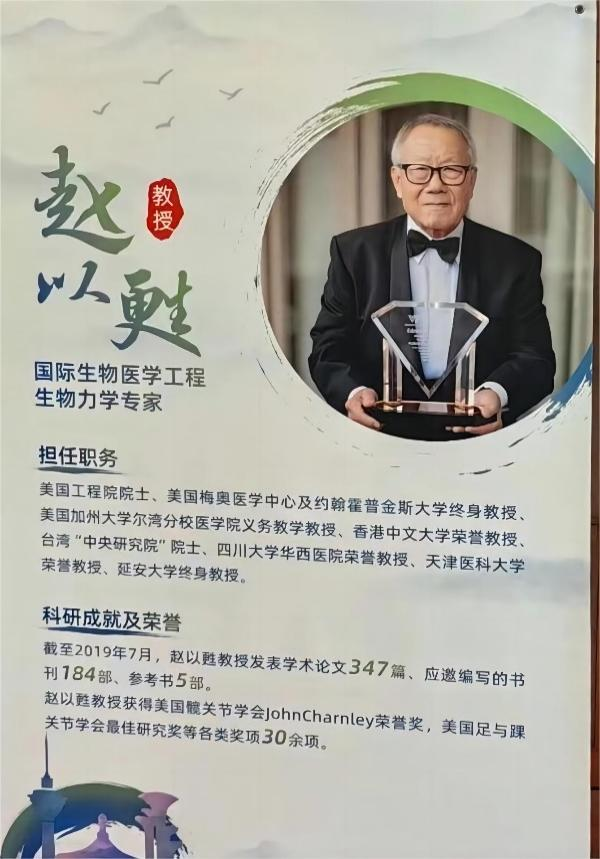 赵以甦
教授
国际生物医学工程
生物力学专家
担任职务
美国工程院院士、美国梅奥医学中心及约翰霍普金斯大学终身教授、
美国加州大学尔湾分校医学院义务教学教授、香港中文大学荣誉教授、
台湾“中央研究院”院士、四川大学华西医院荣誉教授、天津医科大学
荣誉教授、延安大学终身教授。
科研成就及荣誉
截至2019年7月，赵以甦教授发表学术论文347篇、应邀编写的书
刊184部、参考书5部。
赵以甦教授获得美国髋关节学会JohnCharnley荣誉奖，美国足与踝
关节学会最佳研究奖等各类奖项30余项。